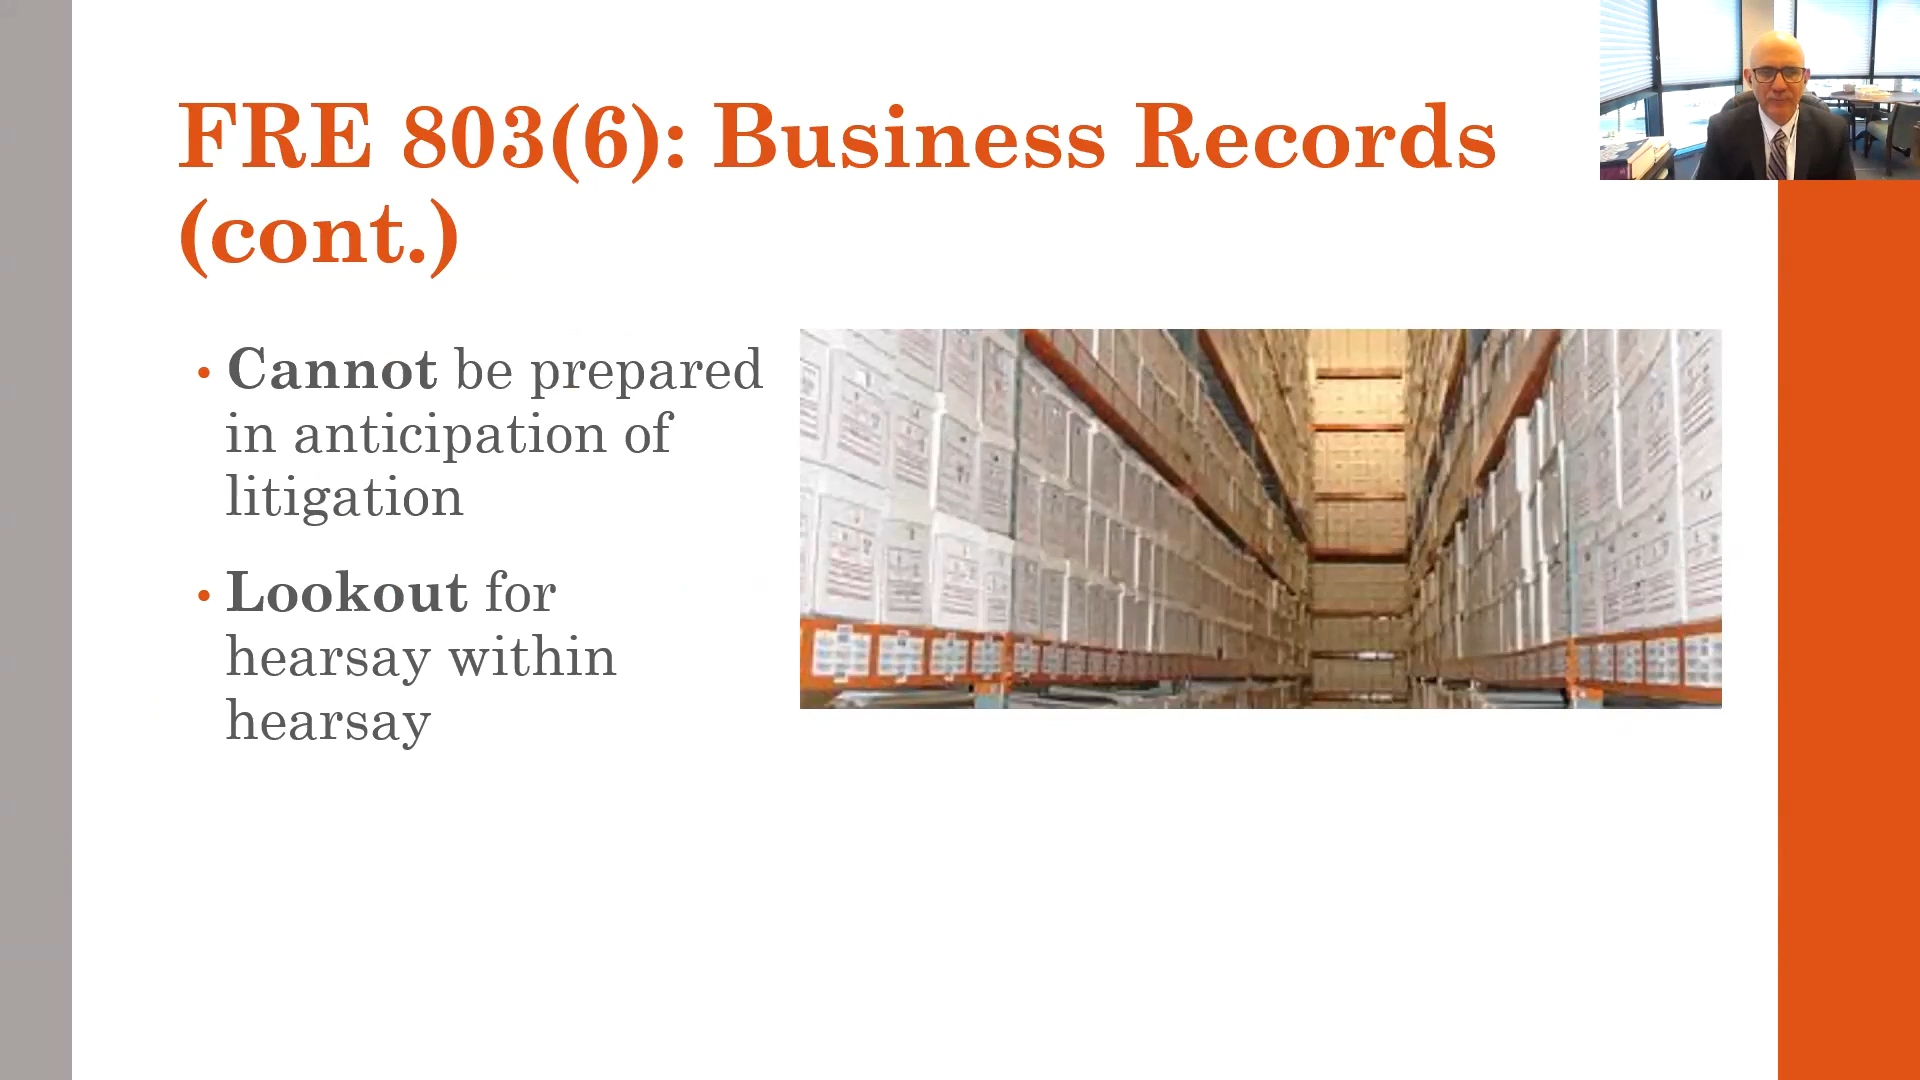 FRE 803(6): Business Records
(cont.)
• Cannot be prepared
in anticipation of
litigation
• Lookout for
hearsay within
hearsay